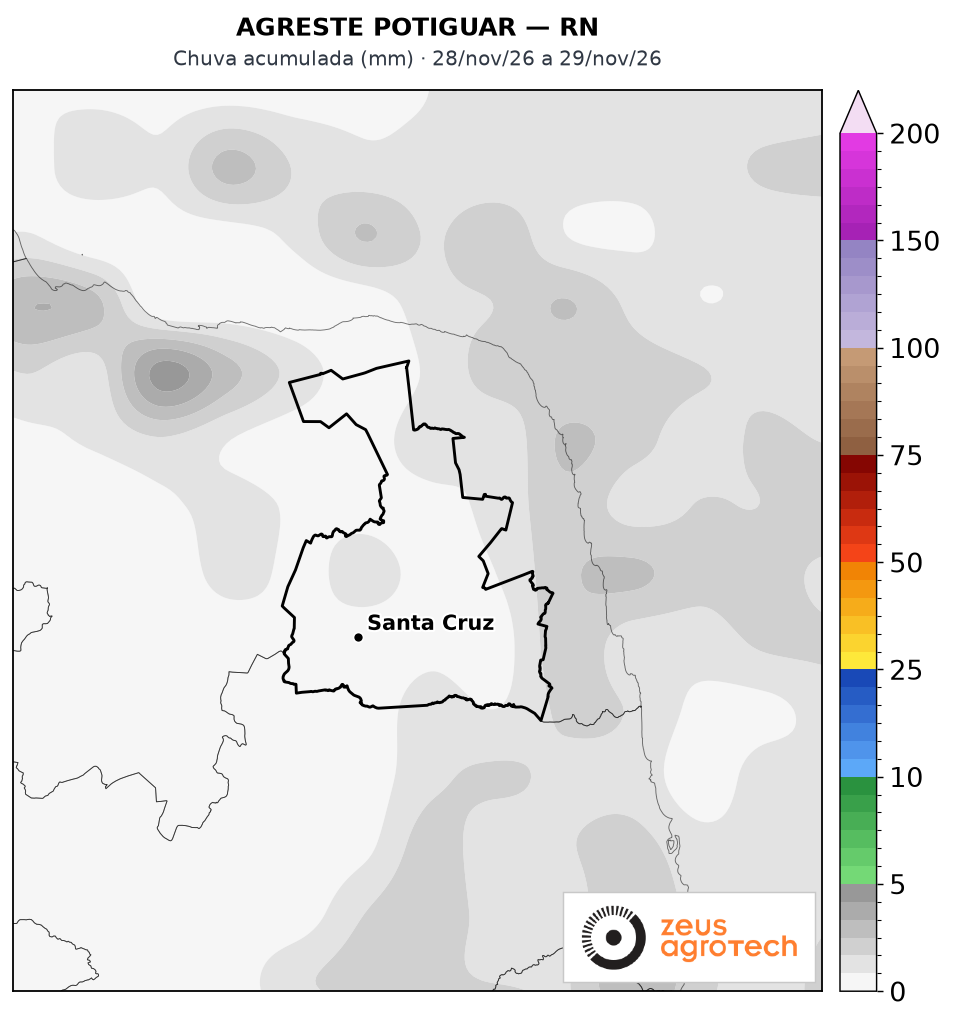 AGRESTE POTIGUAR — RN
Chuva acumulada (mm) · 28/nov/26 a 29/nov/26
200
150
100
75
50
25
10
5
0
Santa Cruz
zeus
agrotech